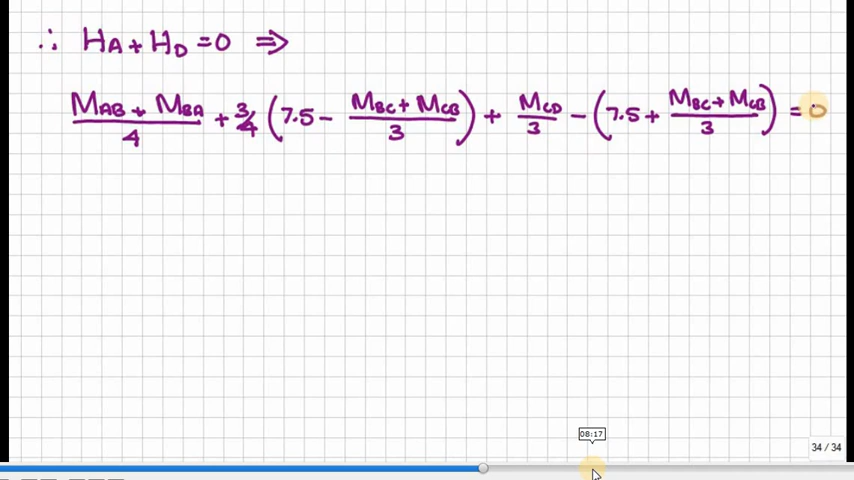 ∴ HA + HD = 0 ⇒
(MAB + MBA)/4 + 3/4 (7.5 - (MBC + MCB)/3) + MCD/3 - (7.5 + (MBC + MCB)/3) = 0
08:17
34 / 34